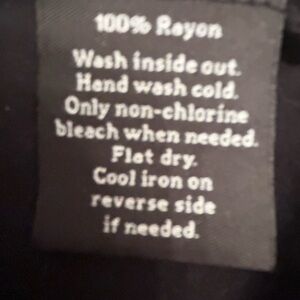 100% Rayon
Wash inside out.
Hand wash cold.
Only non-chlorine
bleach when needed.
Flat dry.
Cool iron on
reverse side
if needed.